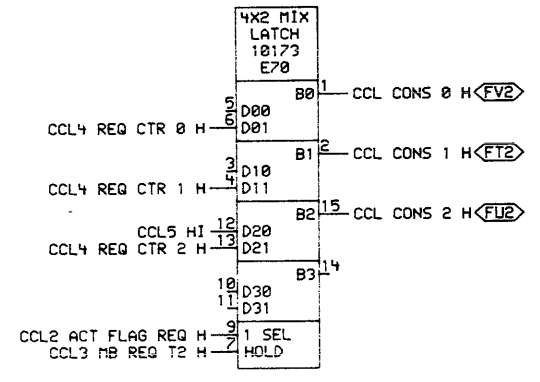 4X2 MIX
LATCH
10173
E70
B0 1 CCL CONS 0 H FV2
5 D00
CCL4 REQ CTR 0 H 6 D01
B1 2 CCL CONS 1 H FT2
3 D10
CCL4 REQ CTR 1 H 4 D11
B2 15 CCL CONS 2 H FU2
CCL5 HI 12 D20
CCL4 REQ CTR 2 H 13 D21
B3 14
10 D30
11 D31
CCL2 ACT FLAG REQ H 9 1 SEL
CCL3 MB REQ T2 H 7 HOLD